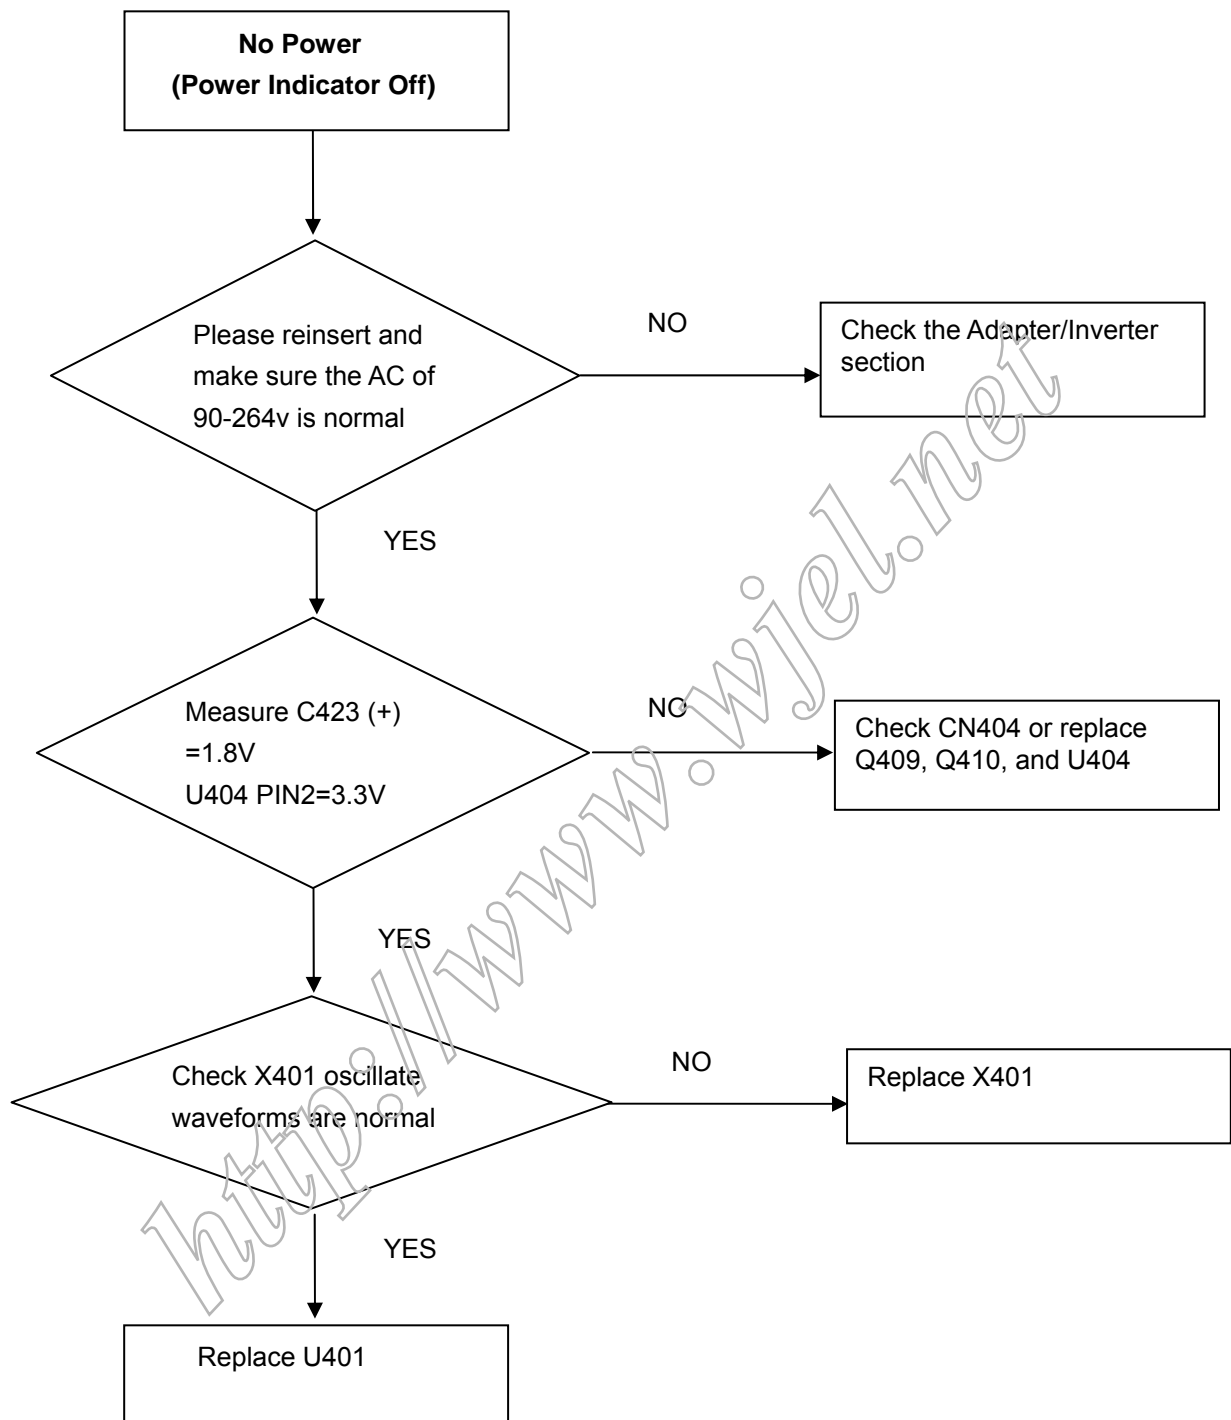 No Power
(Power Indicator Off)
Please reinsert and
make sure the AC of
90-264v is normal
NO
Check the Adapter/Inverter
section
YES
Measure C423 (+)
=1.8V
U404 PIN2=3.3V
NO
Check CN404 or replace
Q409, Q410, and U404
YES
Check X401 oscillate
waveforms are normal
NO
Replace X401
YES
Replace U401
http://www.wjel.net